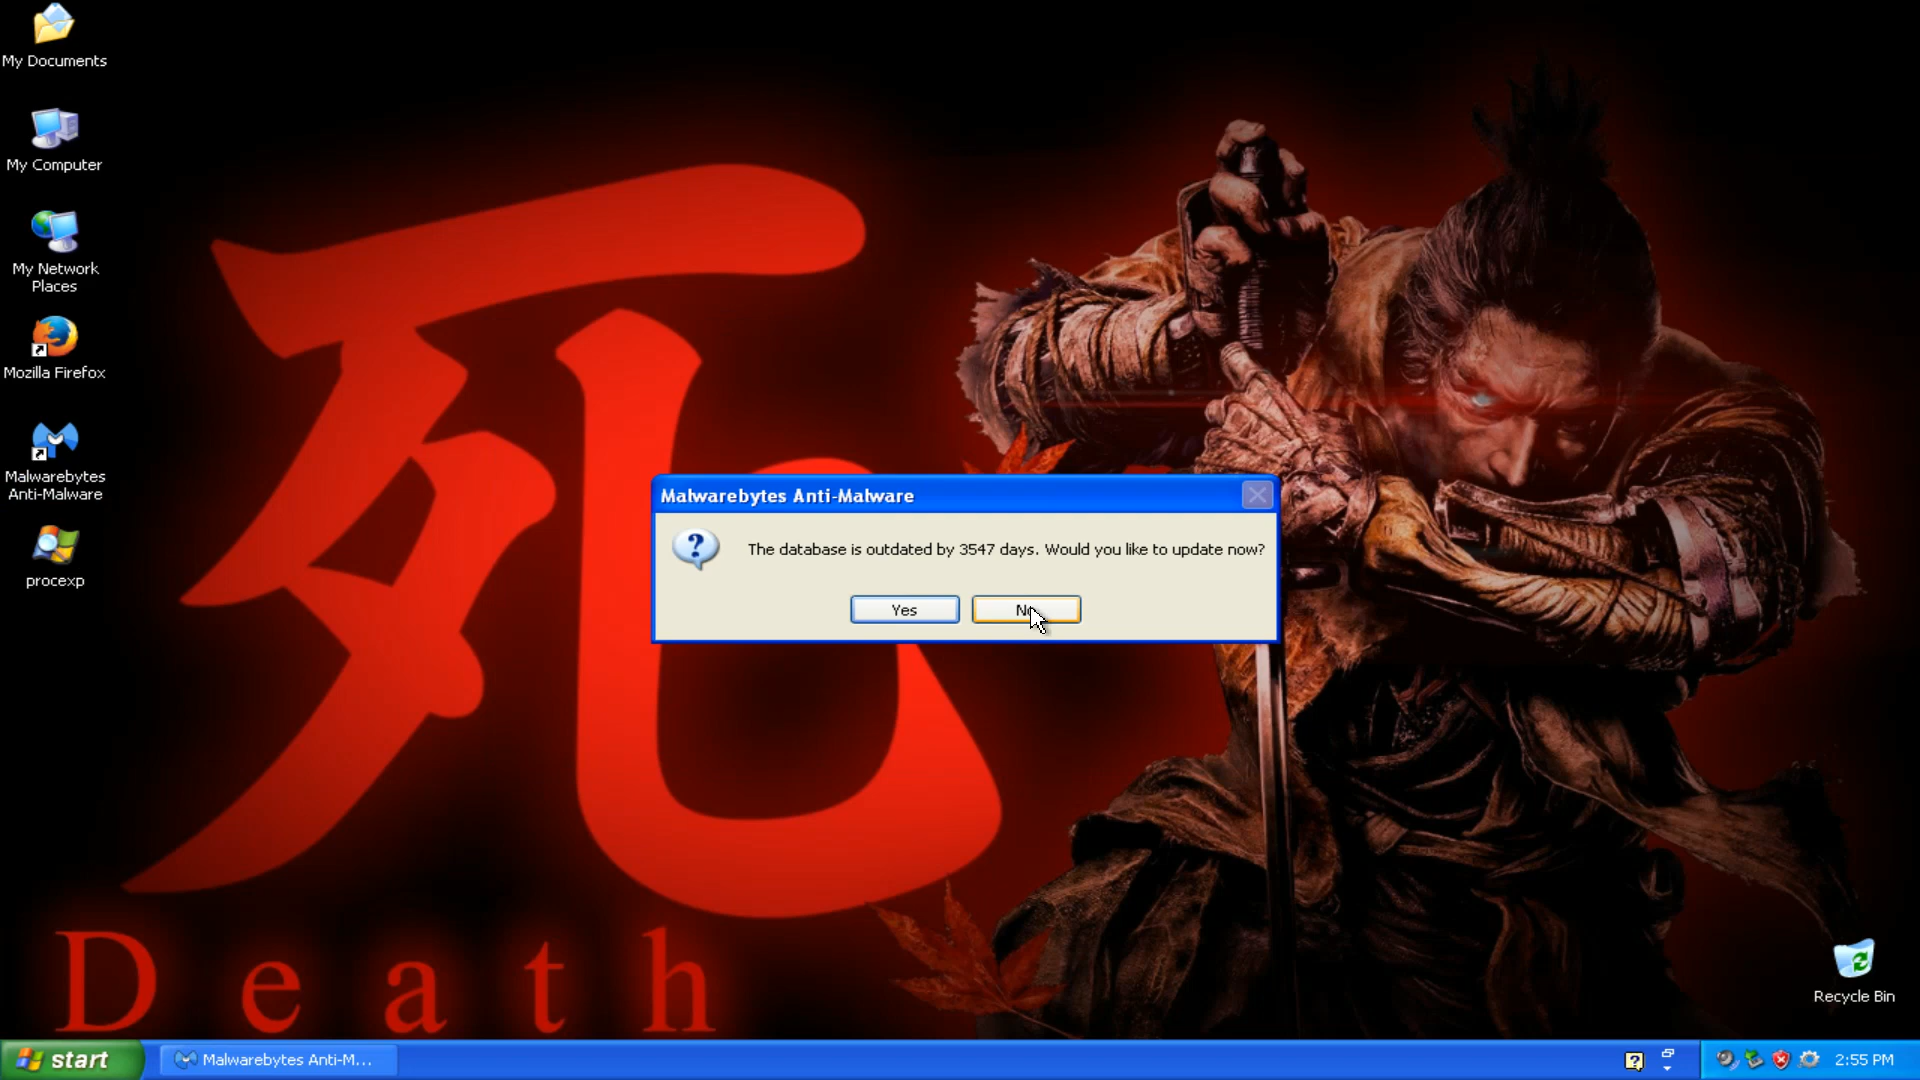 My Documents
My Computer
My Network
Places
Mozilla Firefox
Malwarebytes
Anti-Malware
procexp
死
Death
Malwarebytes Anti-Malware
The database is outdated by 3547 days. Would you like to update now?
Yes
No
Recycle Bin
start
Malwarebytes Anti-M...
2:55 PM